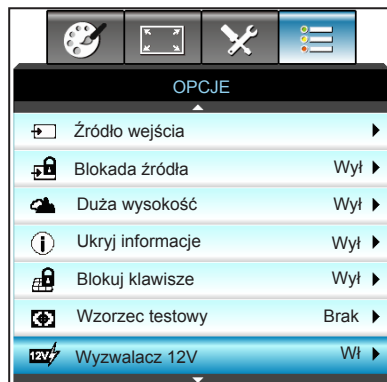 OPCJE
Źródło wejścia
Blokada źródła Wył
Duża wysokość Wył
Ukryj informacje Wył
Blokuj klawisze Wył
Wzorzec testowy Brak
12V Wyzwalacz 12V Wł